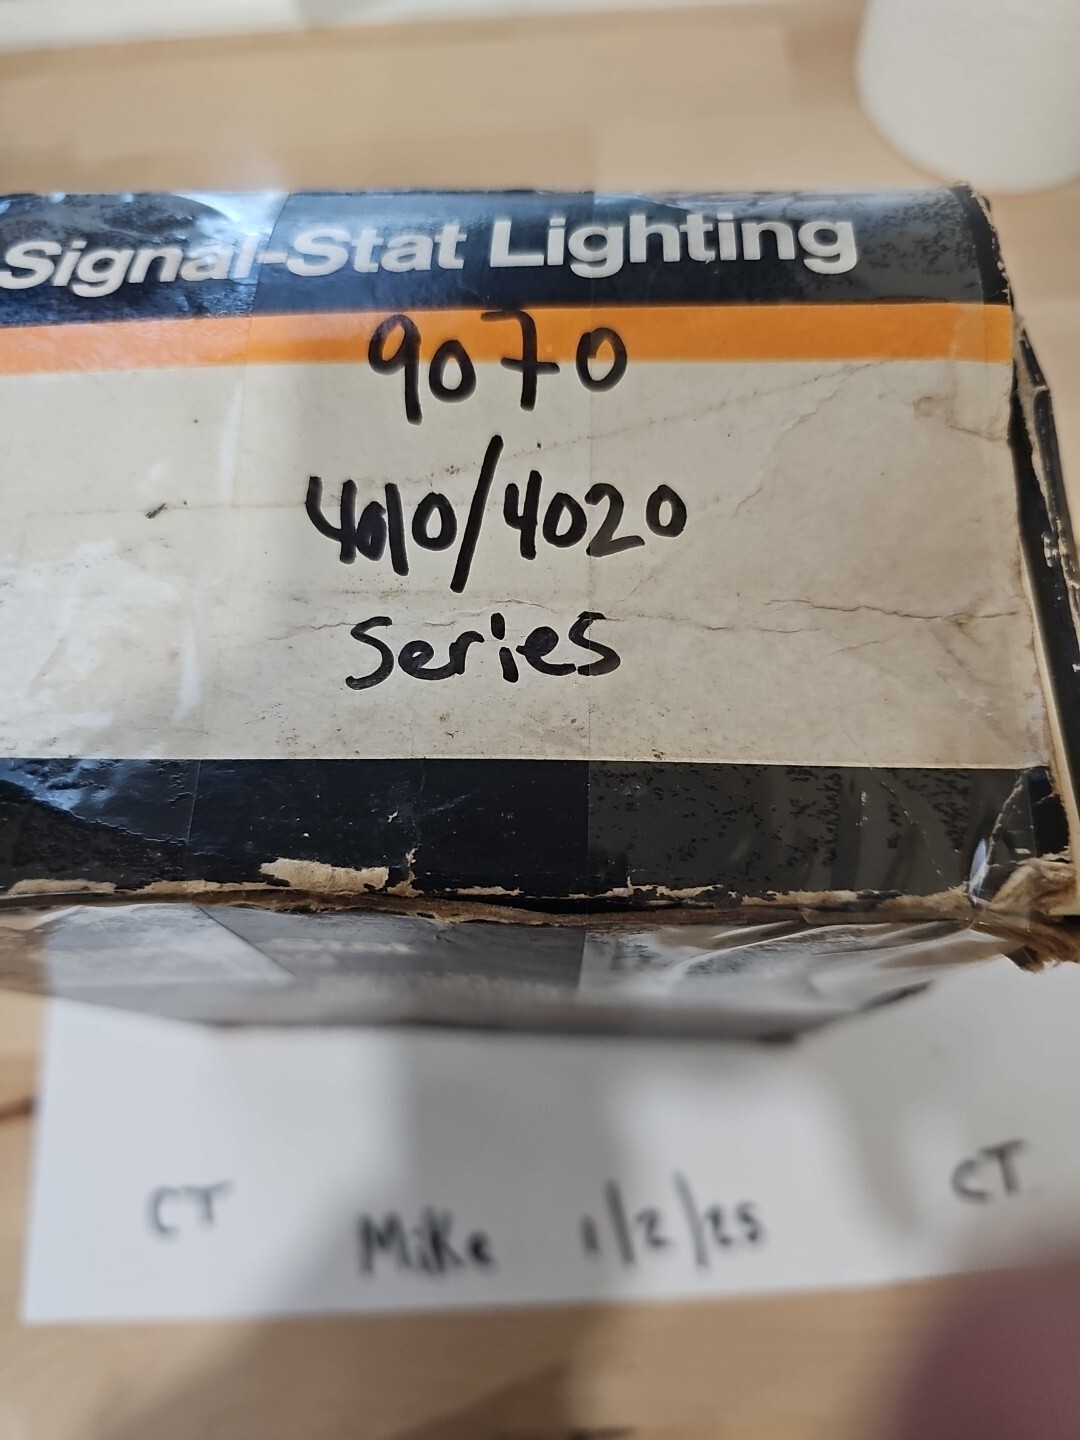 Signal-Stat Lighting
9070
4010/4020
Series
CT Mike 1/2/25 CT